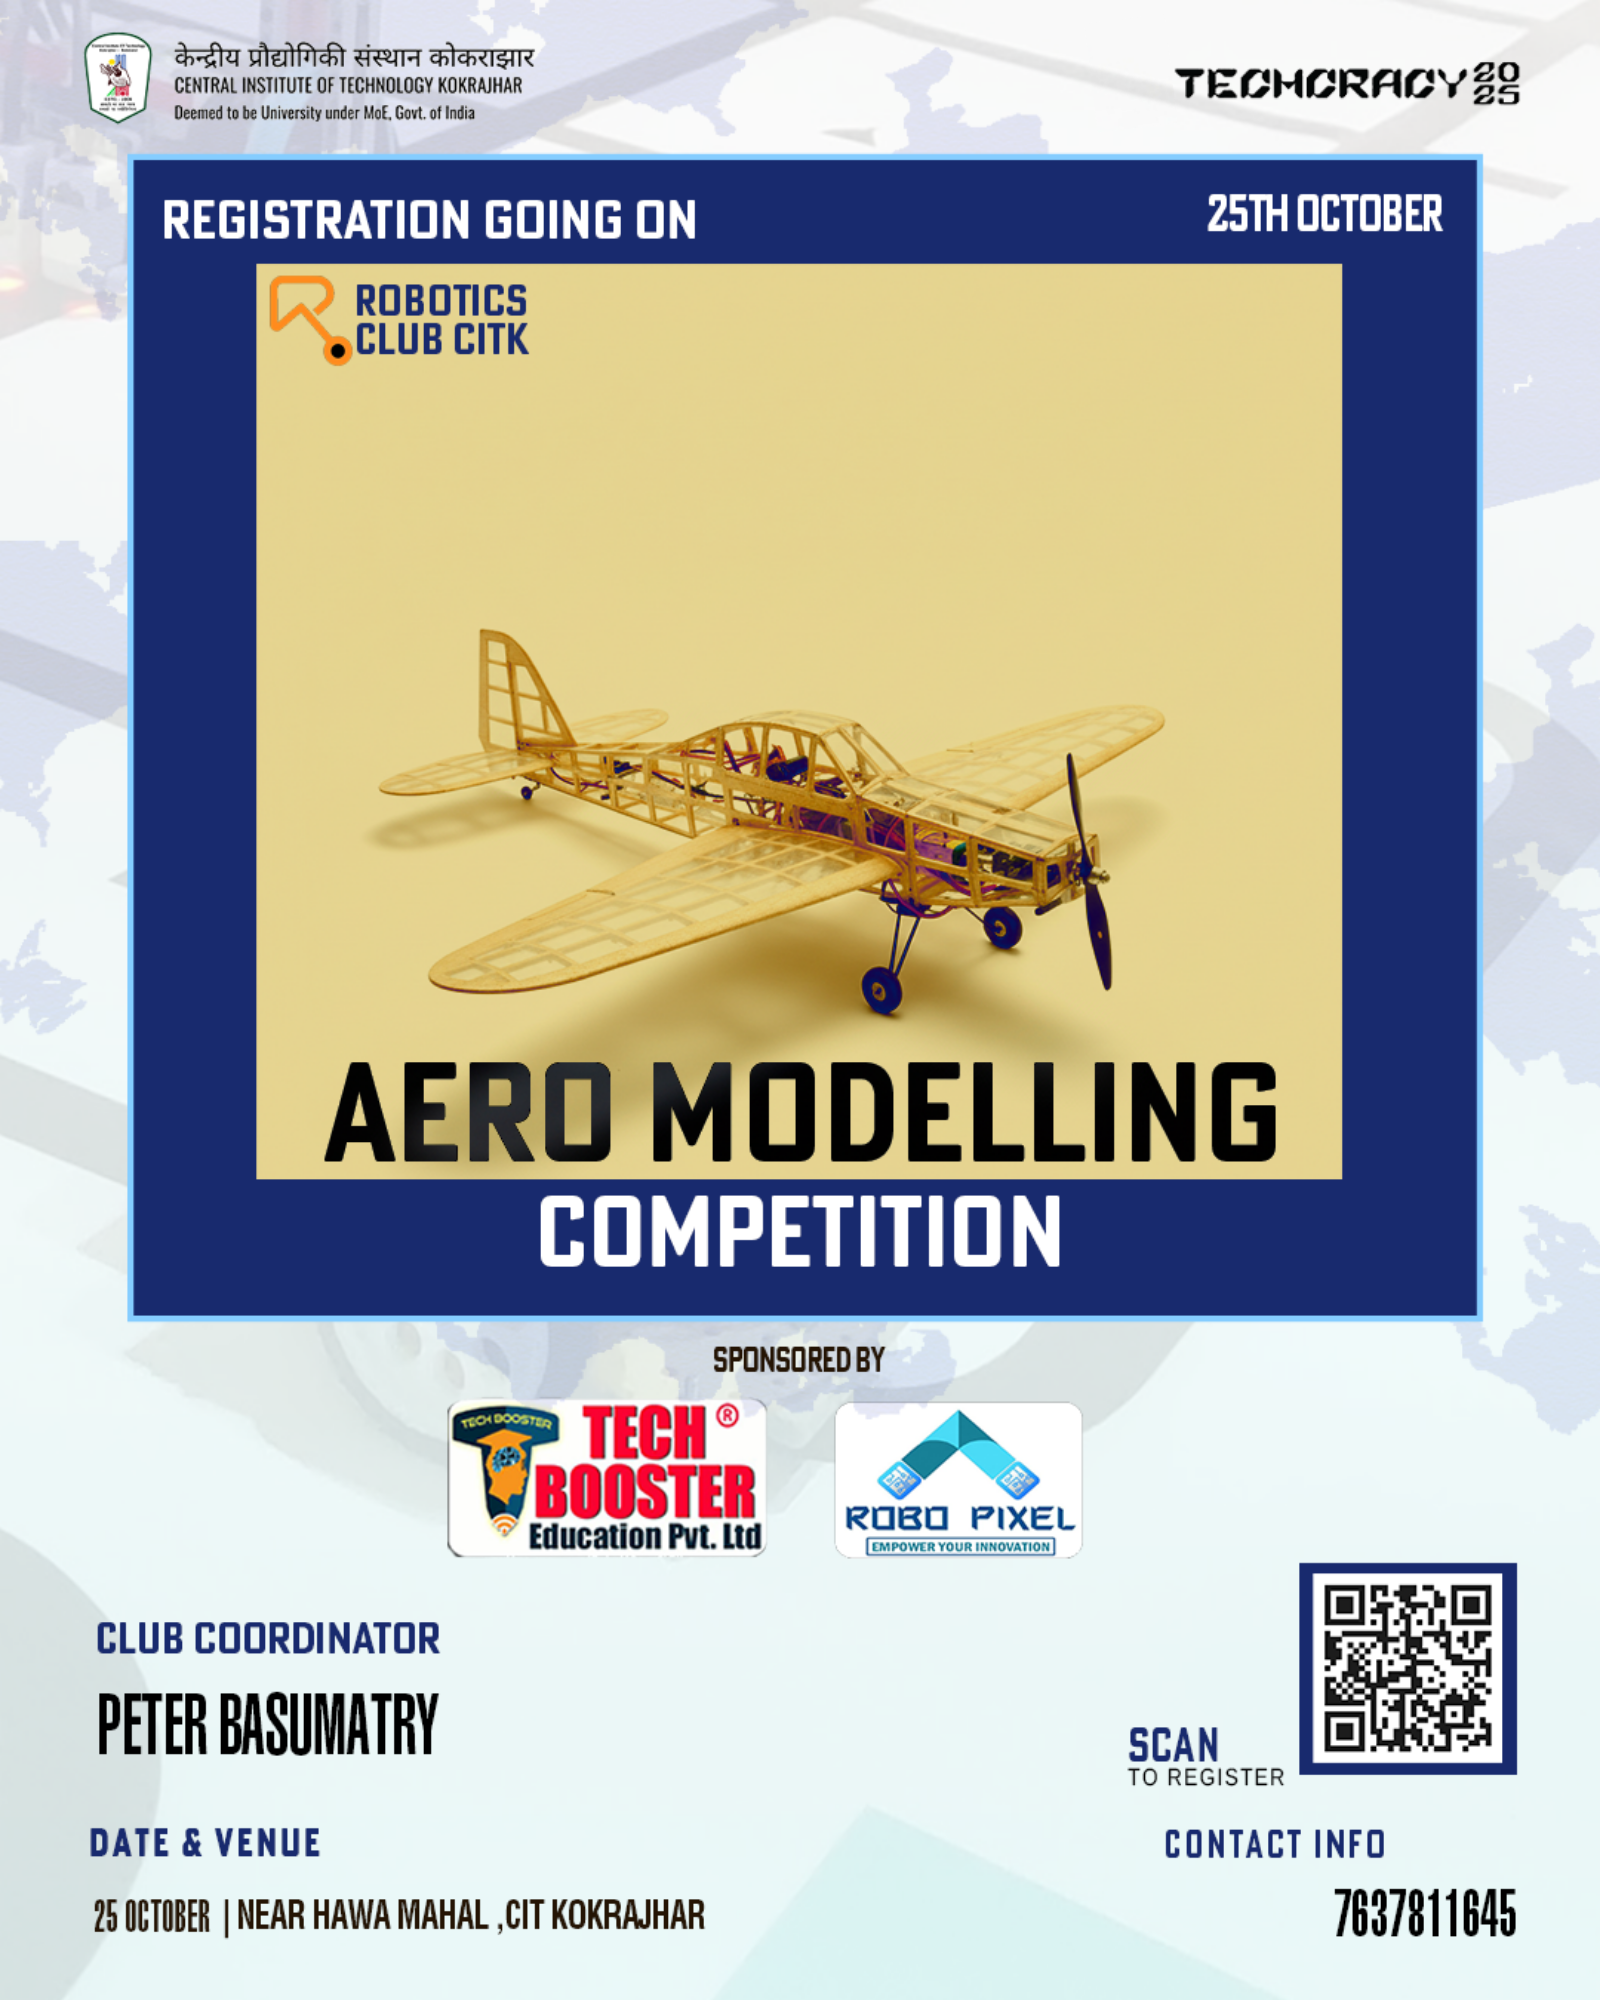 केन्द्रीय प्रौद्योगिकी संस्थान कोकराझार
CENTRAL INSTITUTE OF TECHNOLOGY KOKRAJHAR
Deemed to be University under MoE, Govt. of India
TECHCRACY 2025
REGISTRATION GOING ON
25TH OCTOBER
ROBOTICS
CLUB CITK
AERO MODELLING
COMPETITION
SPONSORED BY
TECH BOOSTER
TECH ®
BOOSTER
Education Pvt. Ltd
ROBO PIXEL
EMPOWER YOUR INNOVATION
CLUB COORDINATOR
PETER BASUMATRY
SCAN
TO REGISTER
DATE & VENUE
25 OCTOBER | NEAR HAWA MAHAL ,CIT KOKRAJHAR
CONTACT INFO
7637811645